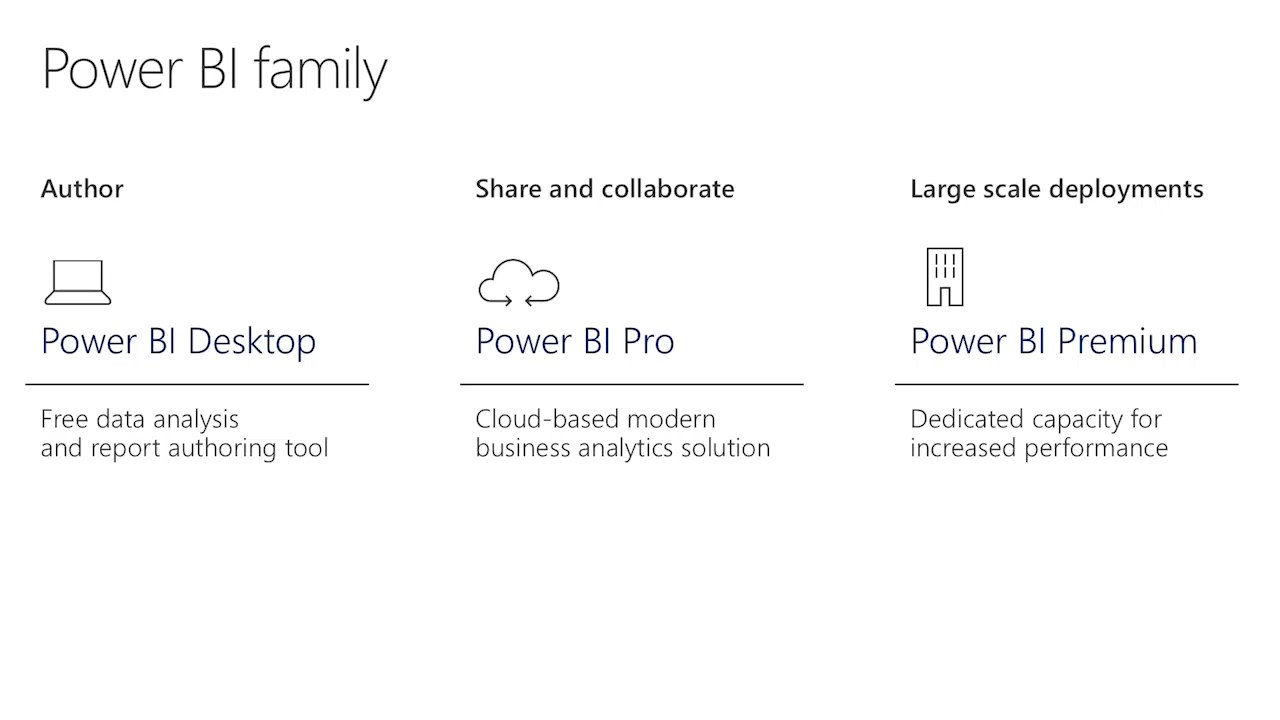 Power BI family
Author
Power BI Desktop
Free data analysis
and report authoring tool
Share and collaborate
Power BI Pro
Cloud-based modern
business analytics solution
Large scale deployments
Power BI Premium
Dedicated capacity for
increased performance